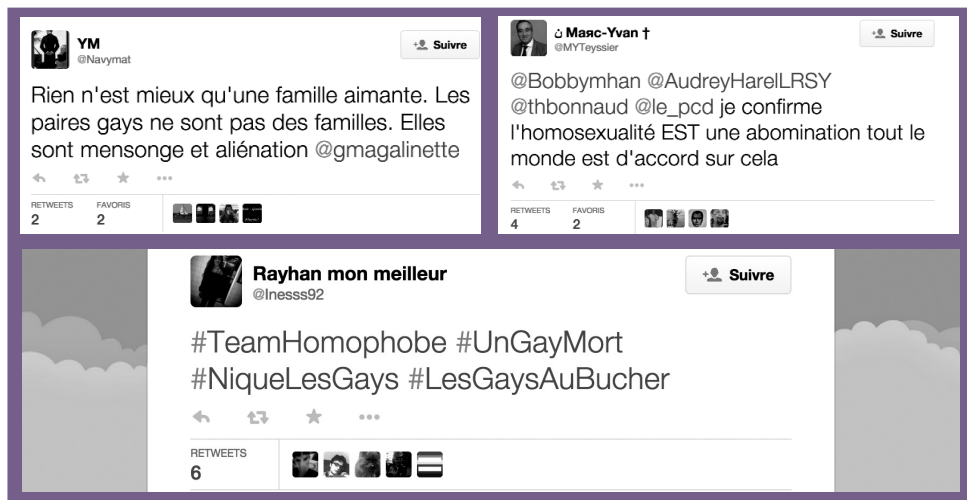 YM
@Navymat
Suivre
Rien n'est mieux qu'une famille aimante. Les
paires gays ne sont pas des familles. Elles
sont mensonge et aliénation @gmagalinette
RETWEETS FAVORIS
2 2
ن Maяc-Yvan †
@MYTeyssier
Suivre
@Bobbymhan @AudreyHarelLRSY
@thbonnaud @le_pcd je confirme
l'homosexualité EST une abomination tout le
monde est d'accord sur cela
RETWEETS FAVORIS
4 2
Rayhan mon meilleur
@Inesss92
Suivre
#TeamHomophobe #UnGayMort
#NiqueLesGays #LesGaysAuBucher
RETWEETS
6